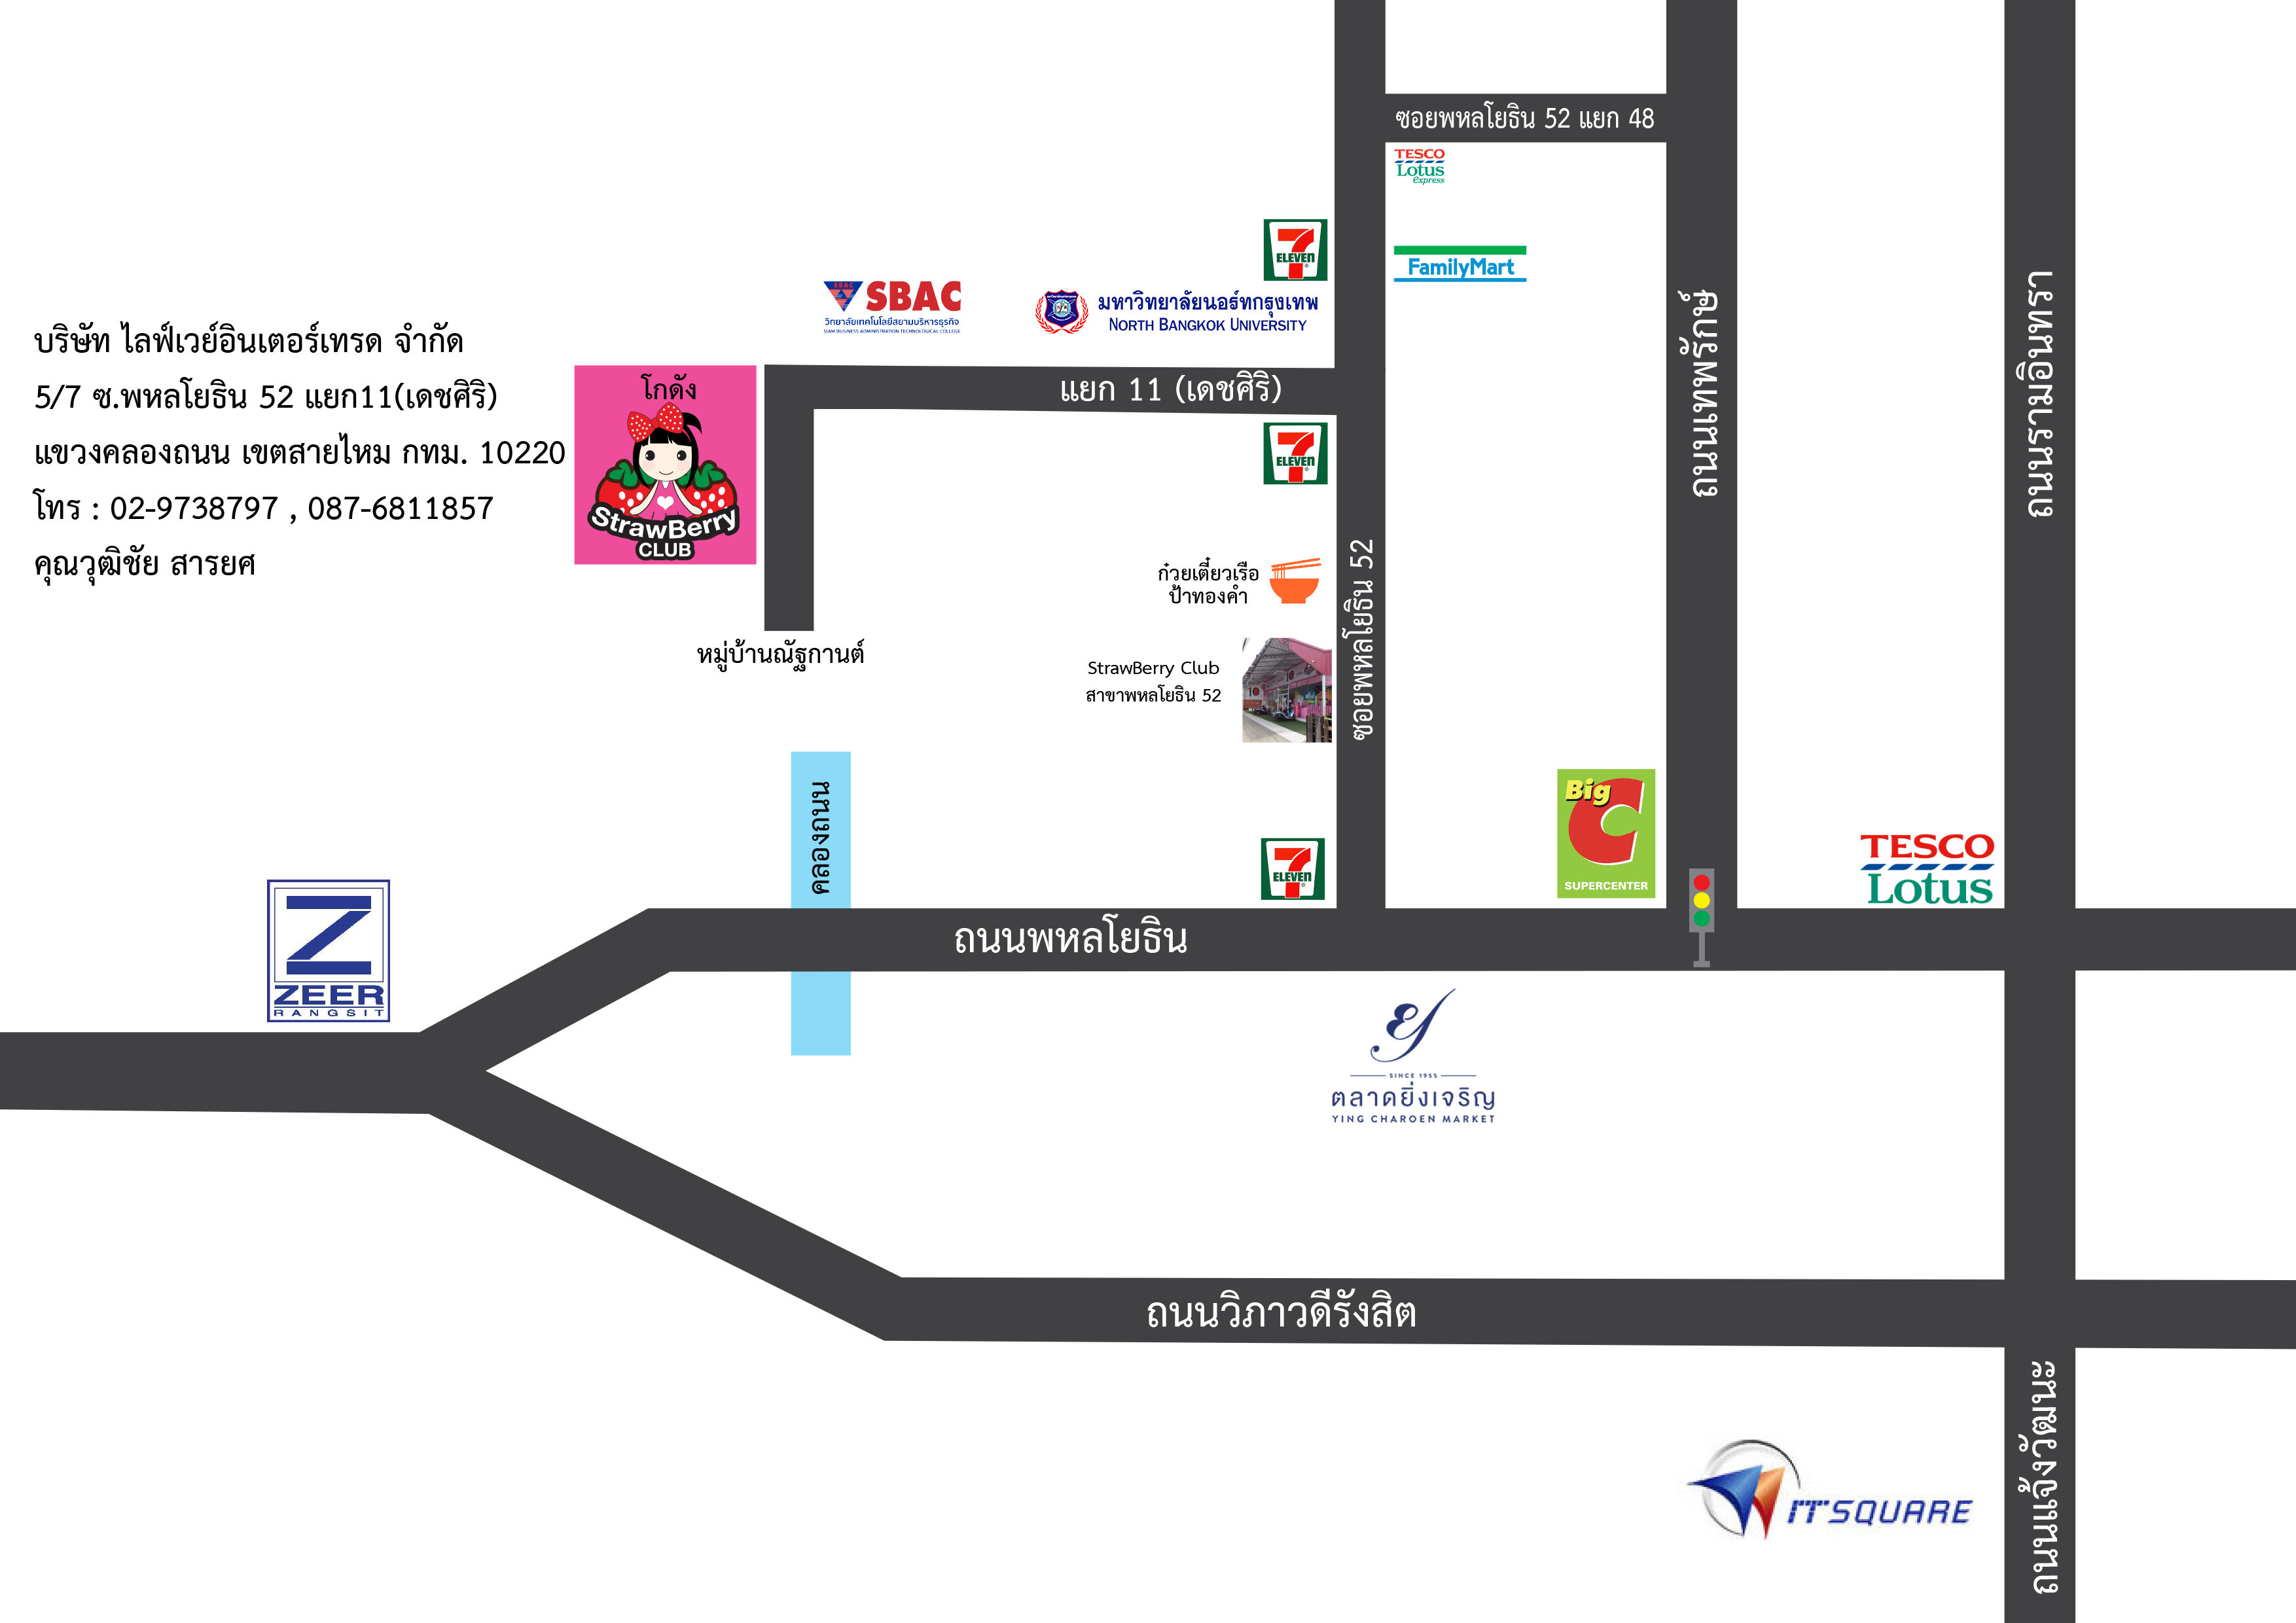 ซอยพหลโยธิน 52 แยก 48
TESCO
Lotus
express
7
ELEVEN
FamilyMart
SBAC
SBAC
วิทยาลัยเทคโนโลยีสยามบริหารธุรกิจ
SIAM BUSINESS ADMINISTRATION TECHNOLOGICAL COLLEGE
มหาวิทยาลัยนอร์ทกรุงเทพ
NORTH BANGKOK UNIVERSITY
บริษัท ไลฟ์เวย์อินเตอร์เทรด จำกัด
5/7 ซ.พหลโยธิน 52 แยก11(เดชศิริ)
แขวงคลองถนน เขตสายไหม กทม. 10220
โทร : 02-9738797 , 087-6811857
คุณวุฒิชัย สารยศ
โกดัง
StrawBerry
CLUB
แยก 11 (เดชศิริ)
7
ELEVEN
ถนนเทพรักษ์
ถนนรามอินทรา
ก๋วยเตี๋ยวเรือ
ป้าทองคำ
ซอยพหลโยธิน 52
หมู่บ้านณัฐกานต์
StrawBerry Club
สาขาพหลโยธิน 52
คลองถนน
7
ELEVEN
Big
C
SUPERCENTER
TESCO
Lotus
Z
ZEER
RANGSIT
ถนนพหลโยธิน
SINCE 1955
ตลาดยิ่งเจริญ
YING CHAROEN MARKET
ถนนวิภาวดีรังสิต
ถนนแจ้งวัฒนะ
IT SQUARE